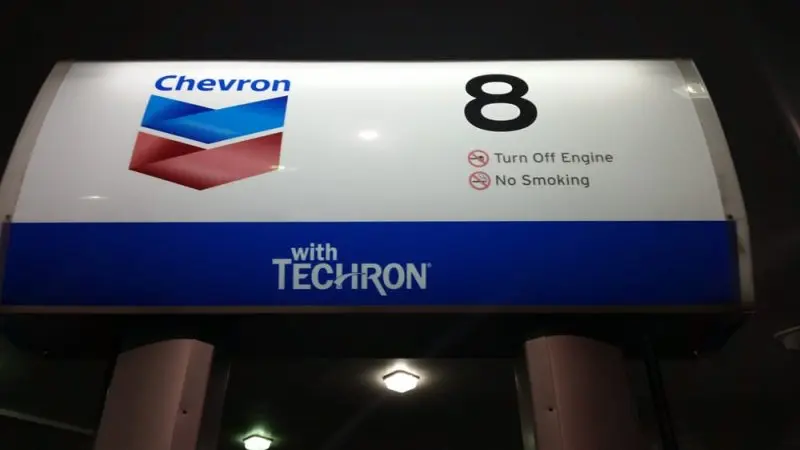 Chevron
8
Turn Off Engine
No Smoking
with
TECHRON®